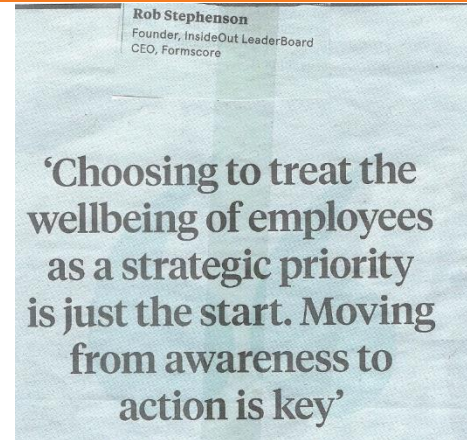 Rob Stephenson
Founder, InsideOut LeaderBoard
CEO, Formscore
‘Choosing to treat the
wellbeing of employees
as a strategic priority
is just the start. Moving
from awareness to
action is key’